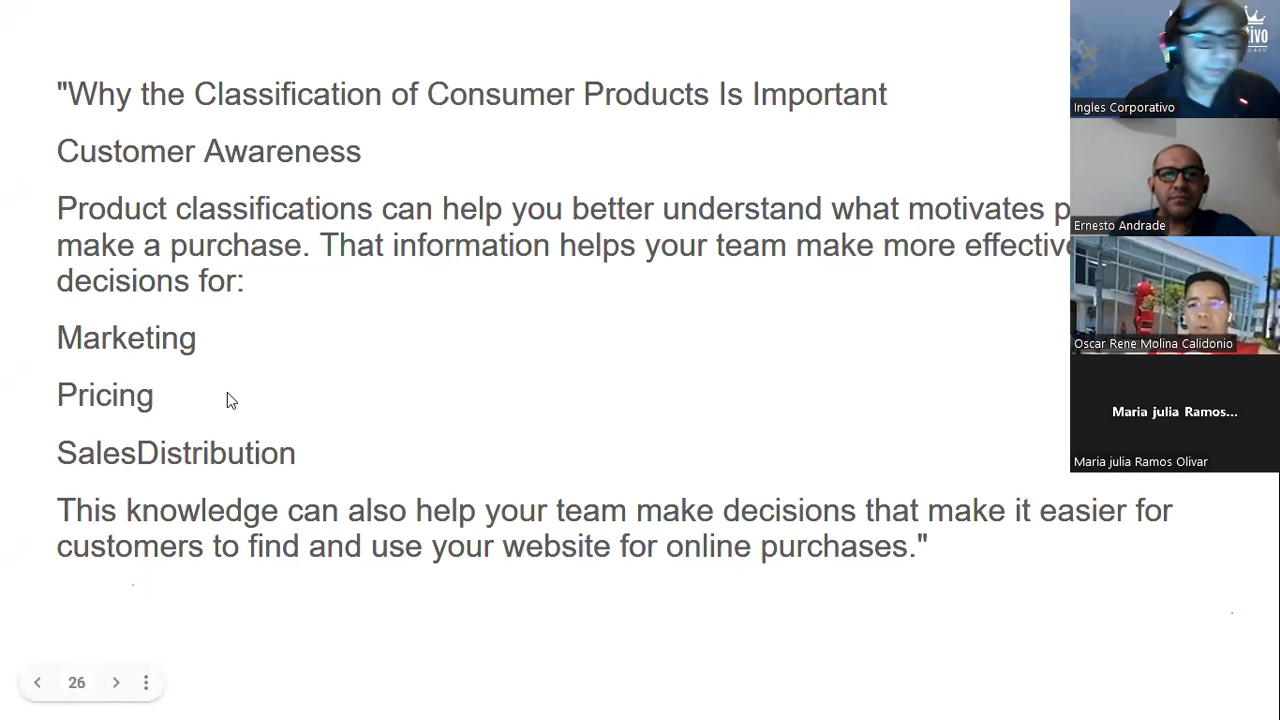 "Why the Classification of Consumer Products Is Important
Customer Awareness
Product classifications can help you better understand what motivates
make a purchase. That information helps your team make more effective
decisions for:
Marketing
Pricing
SalesDistribution
This knowledge can also help your team make decisions that make it easier for
customers to find and use your website for online purchases."
26
Ingles Corporativo
Ernesto Andrade
Oscar Rene Molina Calidonio
Maria julia Ramos...
Maria julia Ramos Olivar